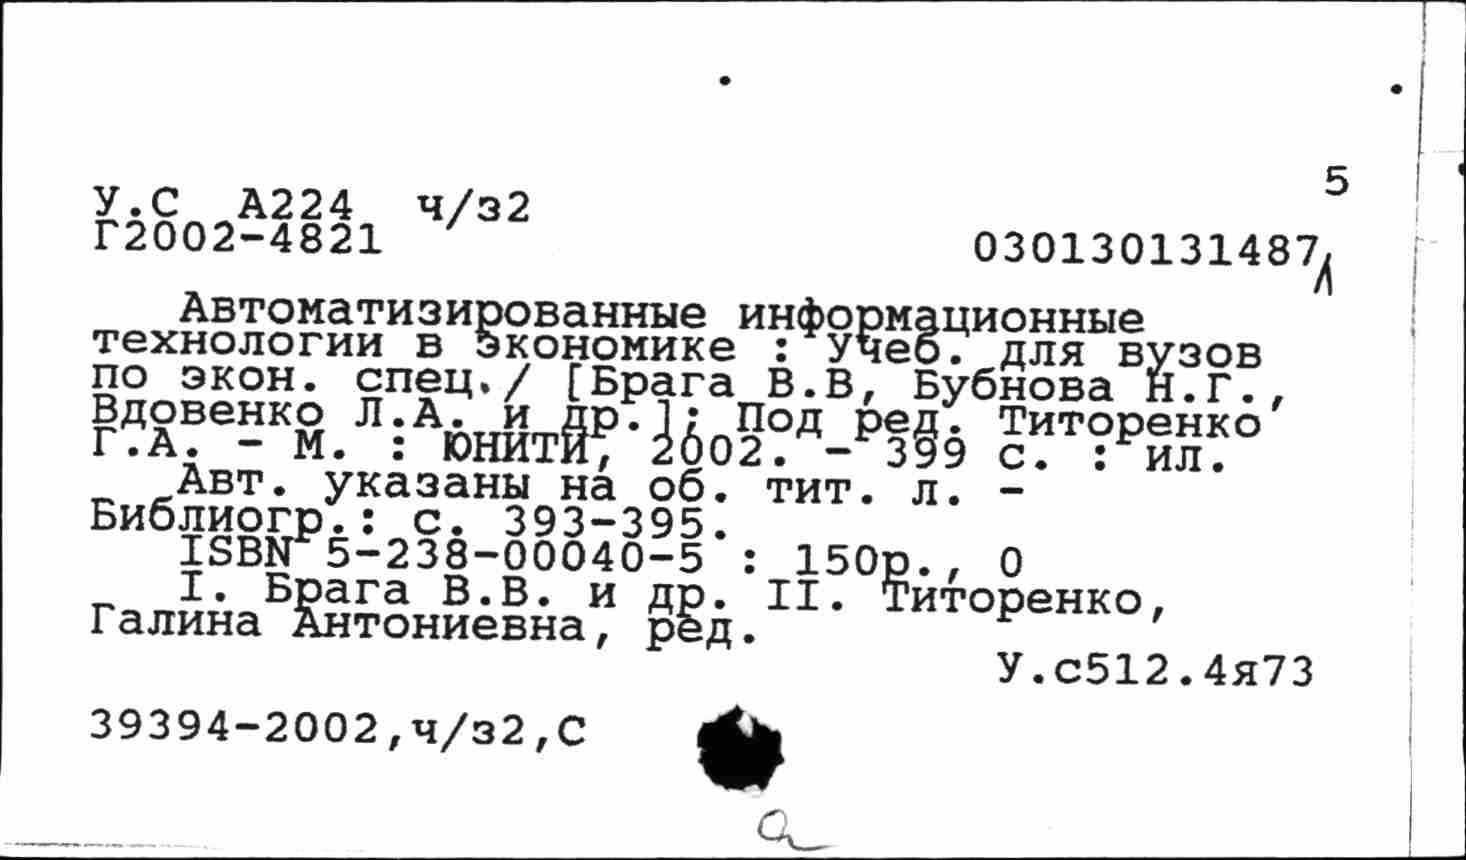 5
У.С А224 ч/з2
Г2002-4821
030130131487
Автоматизированные информационные
технологии в экономике : Учеб. для вузов
по экон. спец./ [Брага В.В, Бубнова Н.Г.,
Вдовенко Л.А. и др.]; Под ред. Титоренко
Г.А. - М. : ЮНИТИ, 2002. - 399 с. : ил.
Авт. указаны на об. тит. л. -
Библиогр.: с. 393-395.
ISBN 5-238-00040-5 : 150р., 0
I. Брага В.В. и др. II. Титоренко,
Галина Антониевна, ред.
У.с512.4я73
39394-2002,ч/з2,С